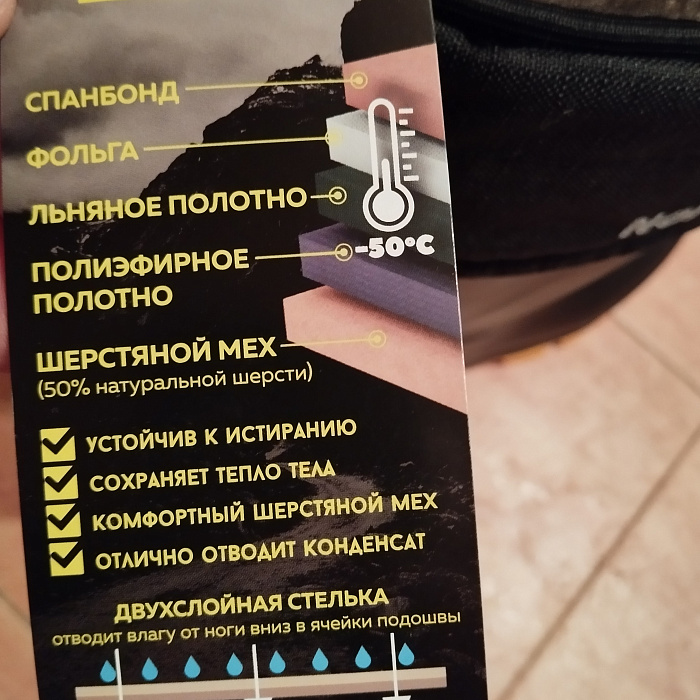 СПАНБОНД
ФОЛЬГА
ЛЬНЯНОЕ ПОЛОТНО
-50°C
ПОЛИЭФИРНОЕ
ПОЛОТНО
ШЕРСТЯНОЙ МЕХ
(50% натуральной шерсти)
УСТОЙЧИВ К ИСТИРАНИЮ
СОХРАНЯЕТ ТЕПЛО ТЕЛА
КОМФОРТНЫЙ ШЕРСТЯНОЙ МЕХ
ОТЛИЧНО ОТВОДИТ КОНДЕНСАТ
ДВУХСЛОЙНАЯ СТЕЛЬКА
отводит влагу от ноги вниз в ячейки подошвы